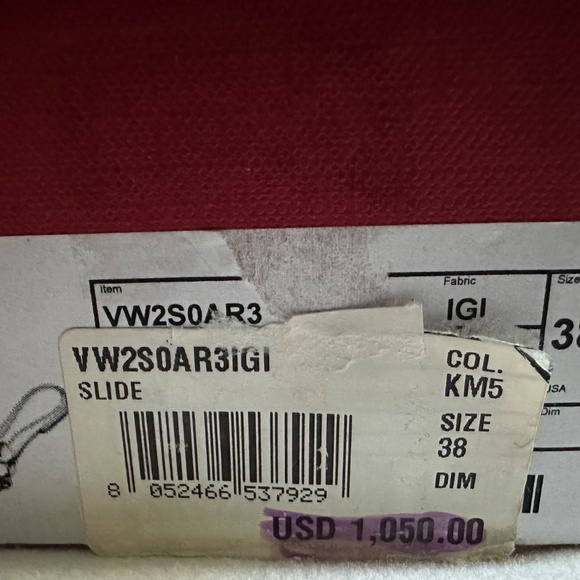 Item
Fabric
Size
VW2S0AR3
IGI
VW2S0AR3IGI
SLIDE
COL.
KM5
SIZE
38
DIM
8 052466 537929
USD 1,050.00
Dim